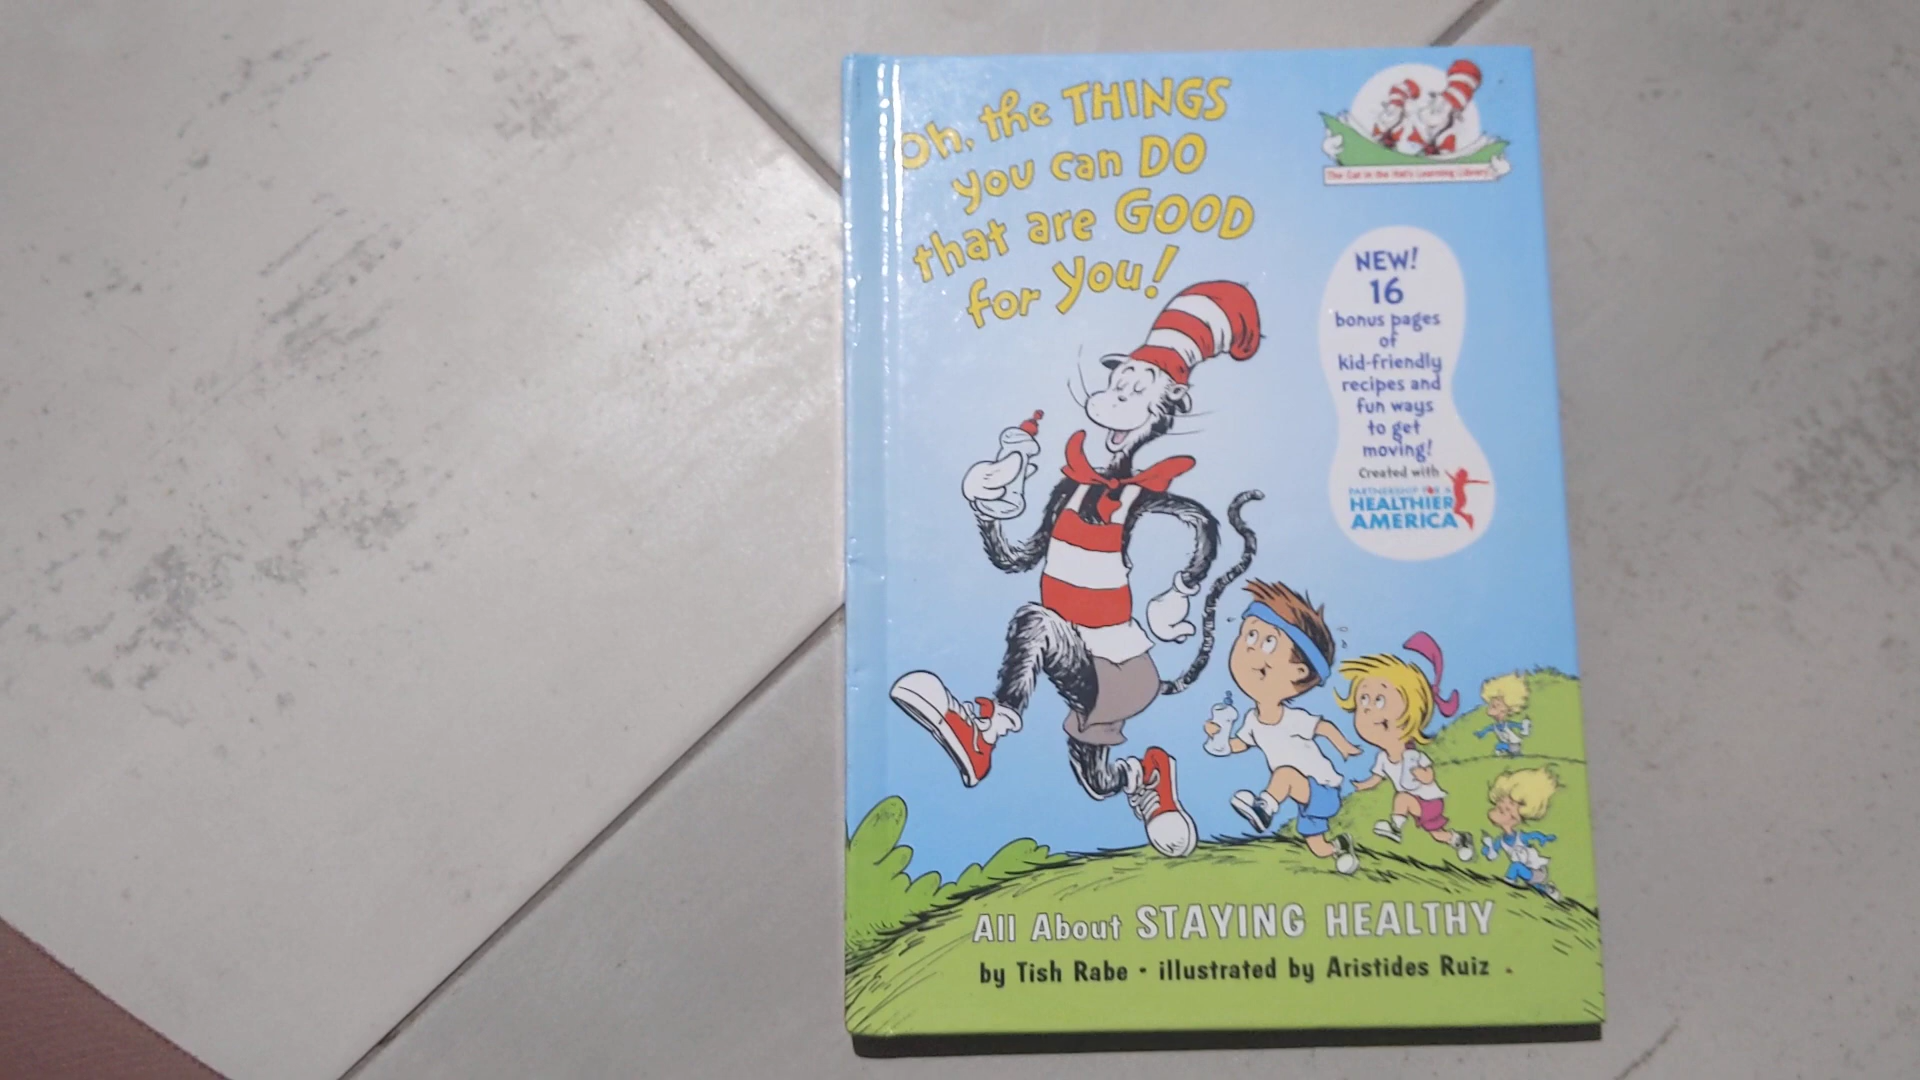 Oh, the THINGS
you can DO
that are GOOD
for You!
The Cat in the Hat's Learning Library
NEW!
16
bonus pages
of
kid-friendly
recipes and
fun ways
to get
moving!
Created with
PARTNERSHIP FOR A
HEALTHIER
AMERICA
All About STAYING HEALTHY
by Tish Rabe • illustrated by Aristides Ruiz